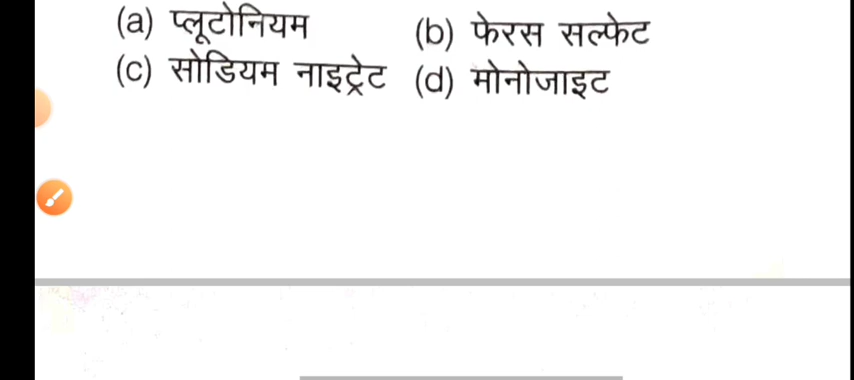 (a) प्लूटोनियम (b) फेरस सल्फेट
(c) सोडियम नाइट्रेट (d) मोनोजाइट